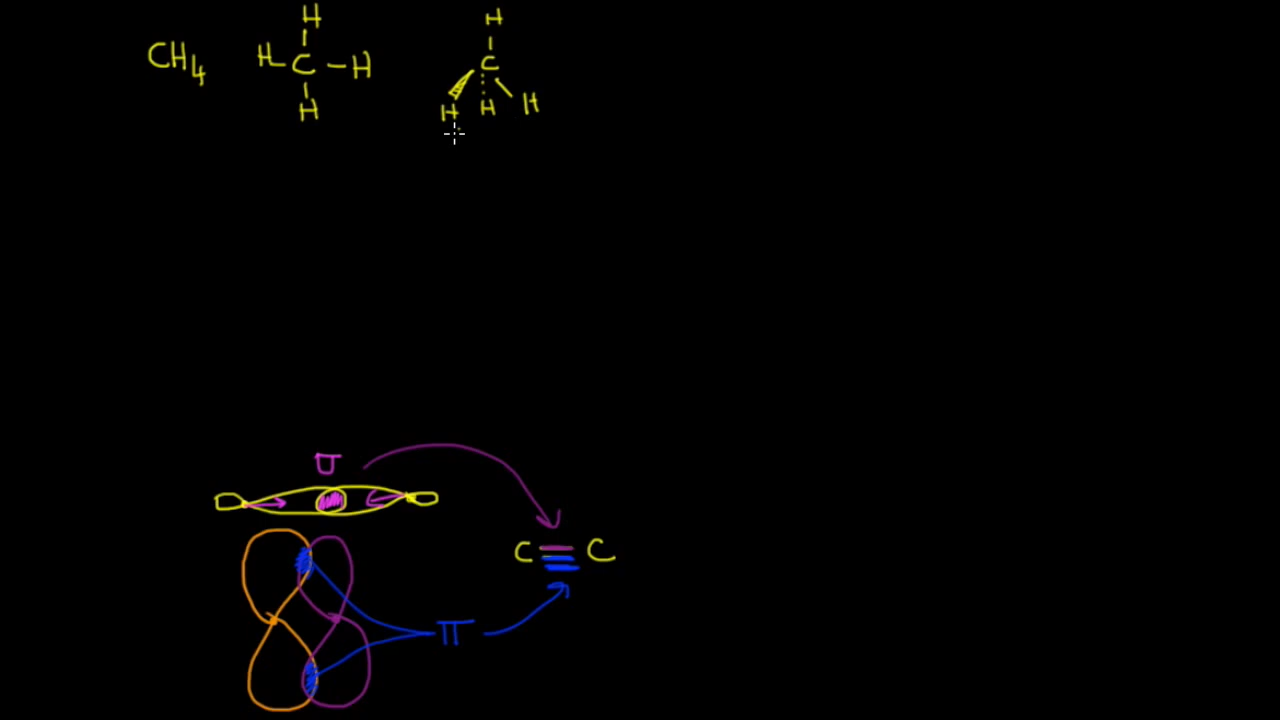 H H
CH₄ H-C-H C
H H H H
σ
C≡C
π